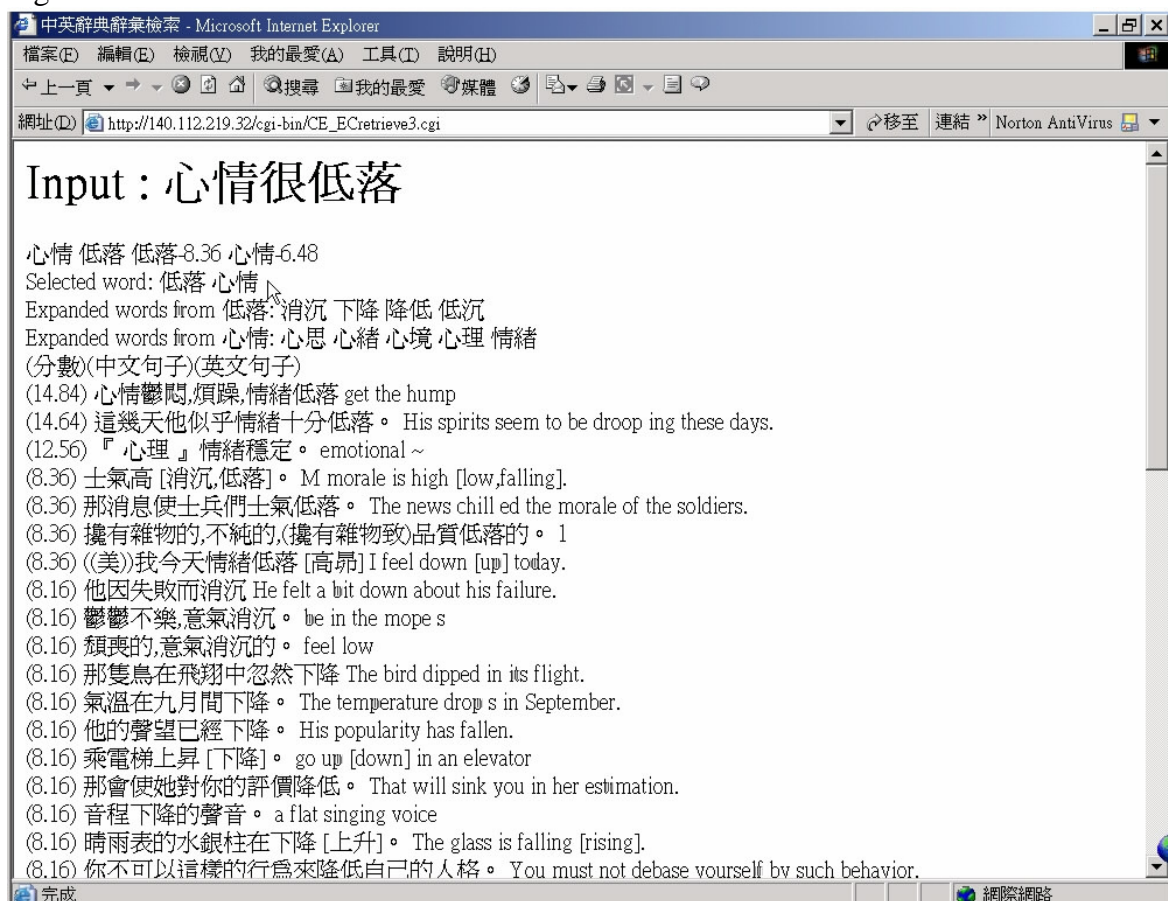 中英辭典辭彙檢索 - Microsoft Internet Explorer
檔案(F) 編輯(E) 檢視(V) 我的最愛(A) 工具(T) 說明(H)
上一頁 搜尋 我的最愛 媒體
網址(D) http://140.112.219.32/cgi-bin/CE_ECretrieve3.cgi 移至 連結 » Norton AntiVirus
Input : 心情很低落
心情 低落 低落-8.36 心情-6.48
Selected word: 低落 心情
Expanded words from 低落: 消沉 下降 降低 低沉
Expanded words from 心情: 心思 心緒 心境 心理 情緒
(分數)(中文句子)(英文句子)
(14.84) 心情鬱悶,煩躁,情緒低落 get the hump
(14.64) 這幾天他似乎情緒十分低落。 His spirits seem to be droop ing these days.
(12.56) 『 心理 』情緒穩定。 emotional ~
(8.36) 士氣高 [消沉,低落]。 M morale is high [low,falling].
(8.36) 那消息使士兵們士氣低落。 The news chill ed the morale of the soldiers.
(8.36) 攙有雜物的,不純的,(攙有雜物致)品質低落的。 1
(8.36) ((美))我今天情緒低落 [高昂] I feel down [up] today.
(8.16) 他因失敗而消沉 He felt a bit down about his failure.
(8.16) 鬱鬱不樂,意氣消沉。 be in the mope s
(8.16) 頹喪的,意氣消沉的。 feel low
(8.16) 那隻鳥在飛翔中忽然下降 The bird dipped in its flight.
(8.16) 氣溫在九月間下降。 The temperature drop s in September.
(8.16) 他的聲望已經下降。 His popularity has fallen.
(8.16) 乘電梯上昇 [下降]。 go up [down] in an elevator
(8.16) 那會使她對你的評價降低。 That will sink you in her estimation.
(8.16) 音程下降的聲音。 a flat singing voice
(8.16) 晴雨表的水銀柱在下降 [上升]。 The glass is falling [rising].
(8.16) 你不可以這樣的行為來降低自己的人格。 You must not debase yourself by such behavior.
完成 網際網路